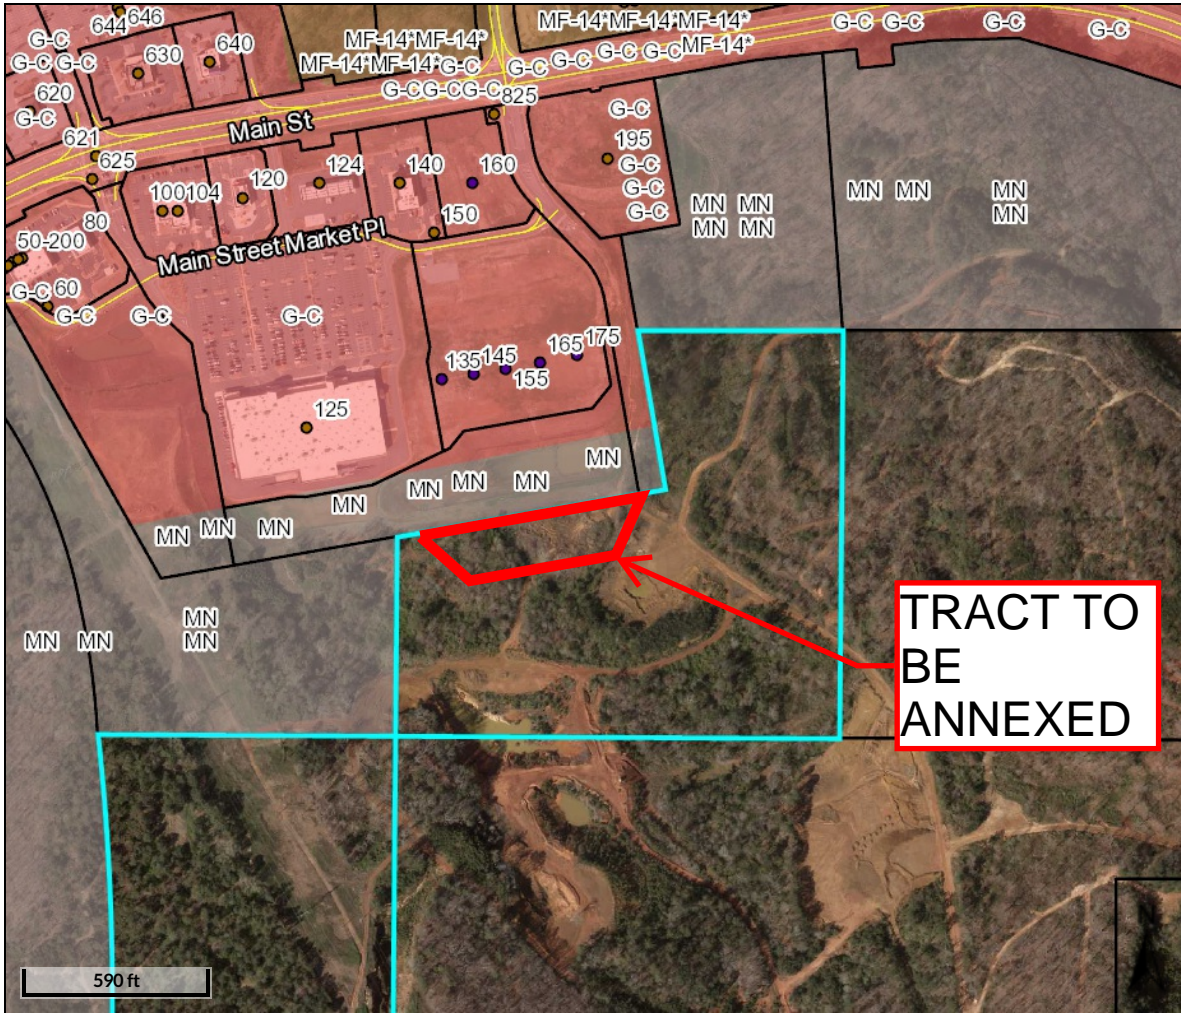 646
644
G-C
G-C G-C
630
640
MF-14*MF-14*
MF-14*MF-14*G-C
MF-14*MF-14*MF-14*
G-C G-C G-C G-C
G-C G-C G-C G-C MF-14*
G-CG-CG-C
825
620
G-C
621
625
Main St
G-C
195
G-C
G-C
G-C
100 104
120
124
140
160
150
80
50-200
Main Street Market Pl
G-C 60
G-C G-C G-C
MN MN
MN MN
MN MN MN
MN
135 145 155 165 175
125
MN
MN MN MN
MN
MN MN MN
MN
MN MN MN
TRACT TO
BE
ANNEXED
590 ft